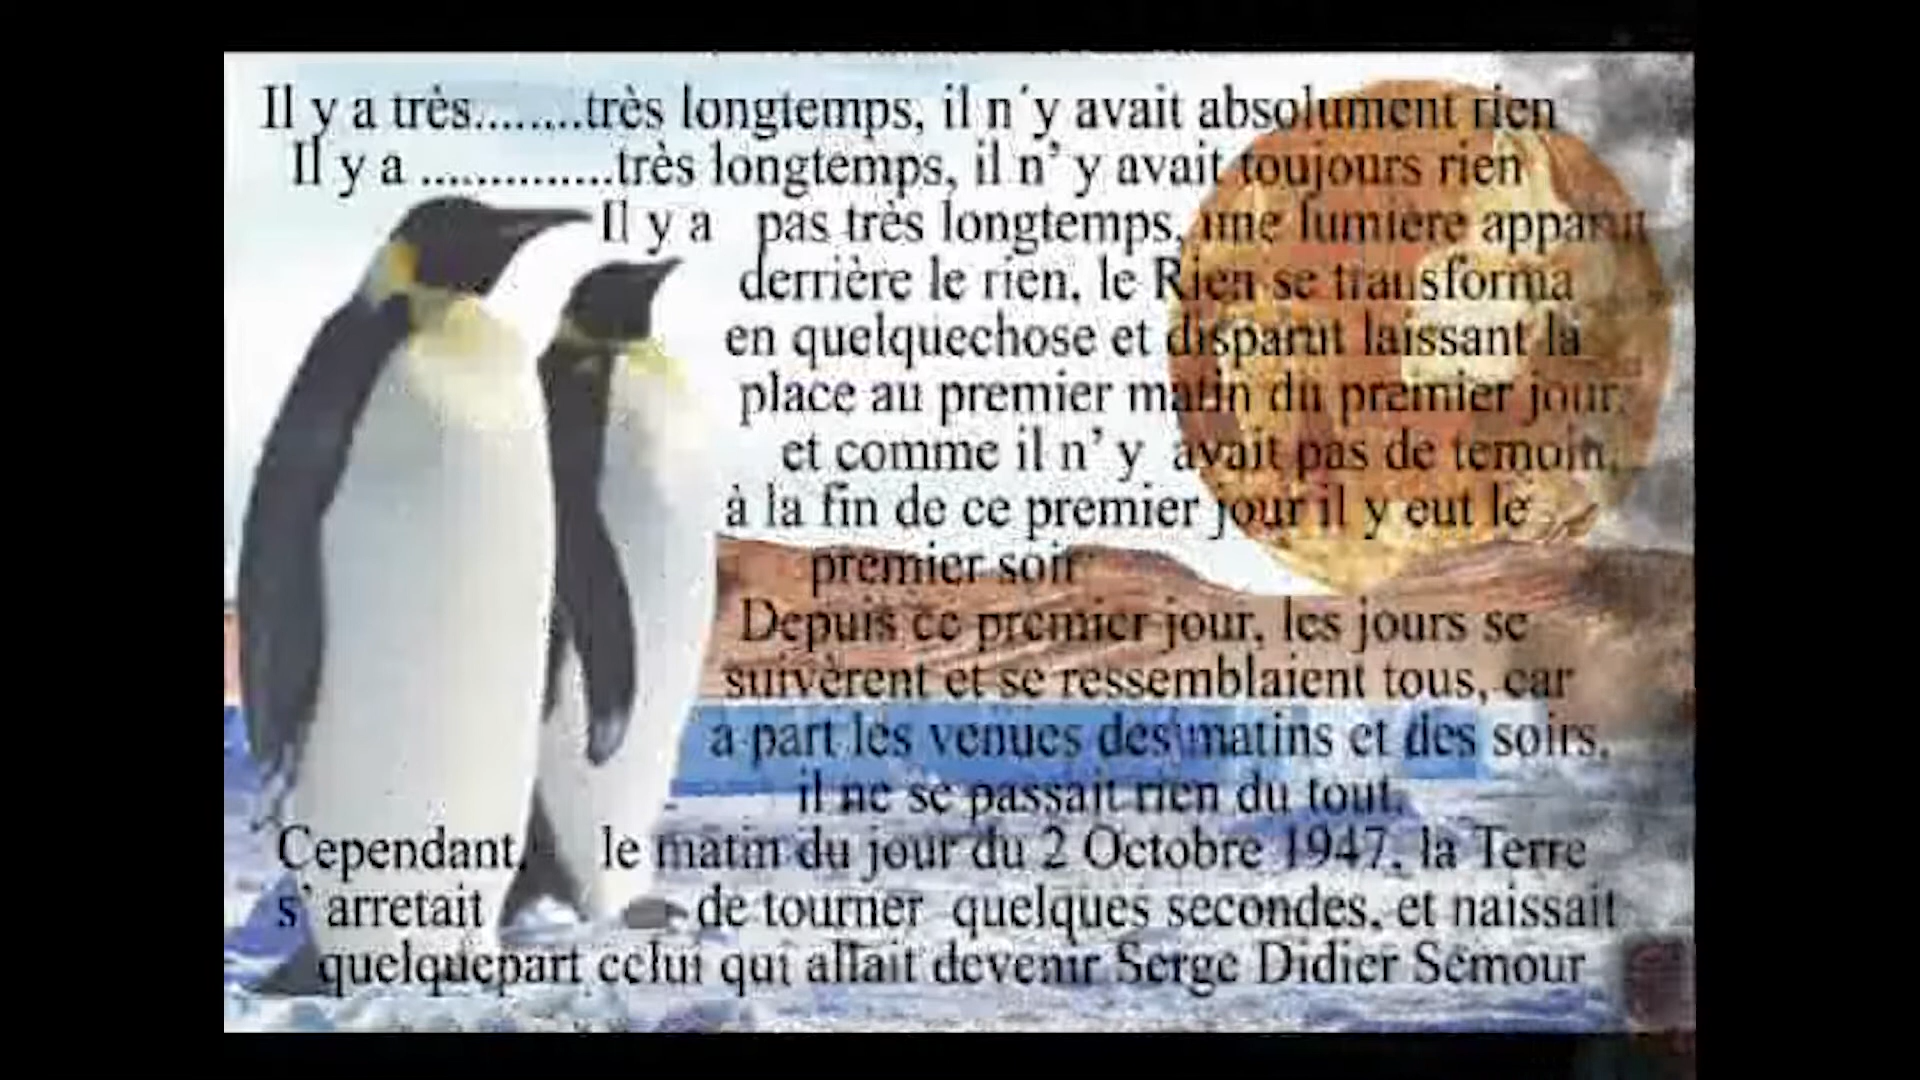 Il y a très........très longtemps, il n´y avait absolument rien
Il y a ..............très longtemps, il n’ y avait toujours rien
Il y a pas très longtemps, une lumière apparut
derrière le rien, le Rien se transforma
en quelquechose et disparut laissant la
place au premier matin du premier jour,
et comme il n’ y avait pas de temoin,
à la fin de ce premier jour il y eut le
premier soir
Depuis ce premier jour, les jours se
suivèrent et se ressemblaient tous, car
a part les venues des matins et des soirs,
il ne se passait rien du tout.
Cependant, le matin du jour du 2 Octobre 1947, la Terre
s’ arretait de tourner quelques secondes, et naissait
quelquepart celui qui allait devenir Serge Didier Sémour